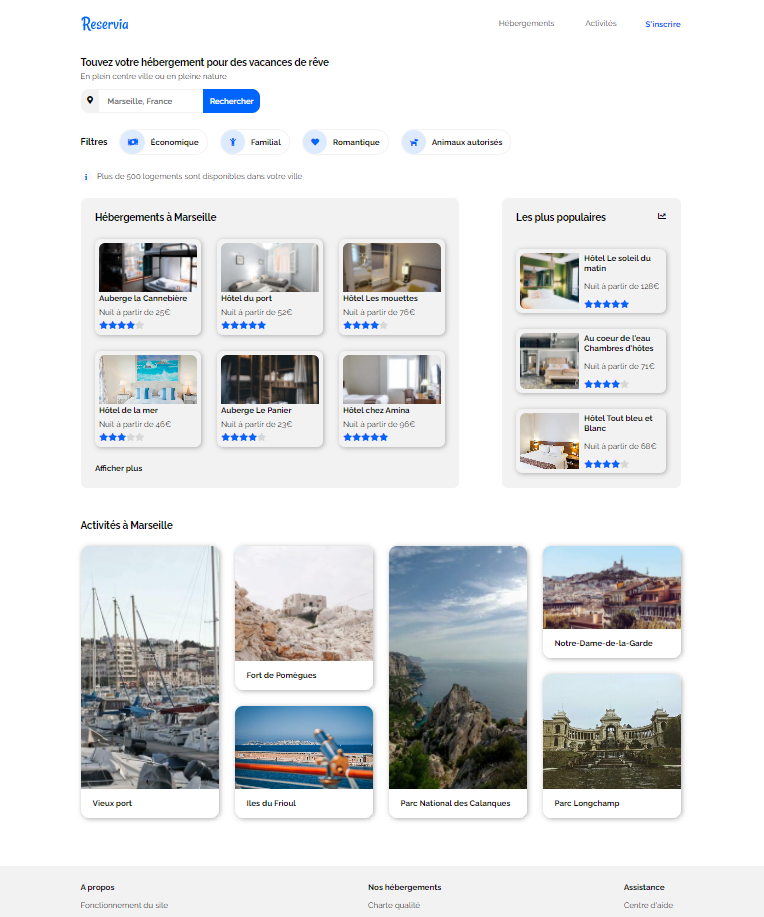 Reservia
Hébergements
Activités
S'inscrire
Touvez votre hébergement pour des vacances de rêve
En plein centre ville ou en pleine nature
Marseille, France
Rechercher
Filtres
Économique
Familial
Romantique
Animaux autorisés
Plus de 500 logements sont disponibles dans votre ville
Hébergements à Marseille
Auberge la Cannebière
Nuit à partir de 25€
Hôtel du port
Nuit à partir de 52€
Hôtel Les mouettes
Nuit à partir de 76€
Hôtel de la mer
Nuit à partir de 46€
Auberge Le Panier
Nuit à partir de 23€
Hôtel chez Amina
Nuit à partir de 96€
Afficher plus
Les plus populaires
Hôtel Le soleil du
matin
Nuit à partir de 128€
Au coeur de l'eau
Chambres d'hôtes
Nuit à partir de 71€
Hôtel Tout bleu et
Blanc
Nuit à partir de 68€
Activités à Marseille
Vieux port
Fort de Pomègues
Iles du Frioul
Parc National des Calanques
Notre-Dame-de-la-Garde
Parc Longchamp
A propos
Fonctionnement du site
Nos hébergements
Charte qualité
Assistance
Centre d'aide